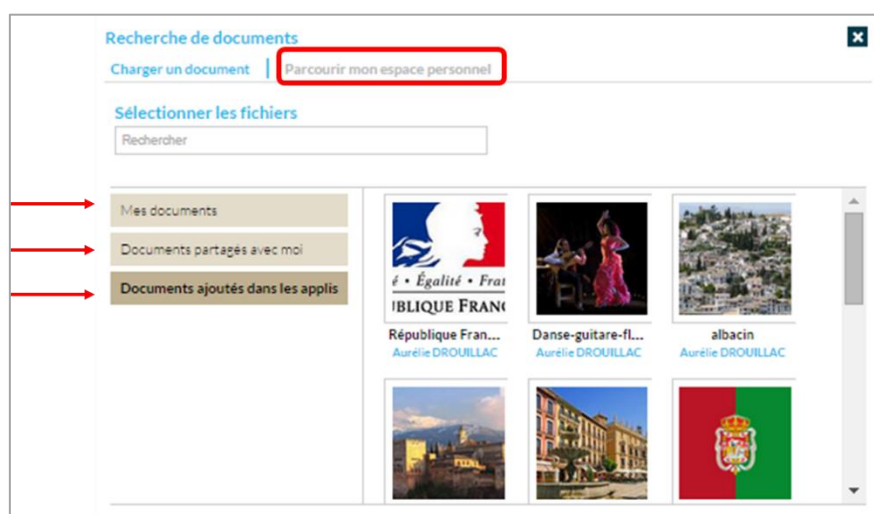 Recherche de documents
Charger un document | Parcourir mon espace personnel
Sélectionner les fichiers
Rechercher
Mes documents
Documents partagés avec moi
Documents ajoutés dans les applis
é • Égalité • Frat
IBLIQUE FRANÇ
République Fran... Danse-guitare-fl... albacin
Aurélie DROUILLAC Aurélie DROUILLAC Aurélie DROUILLAC